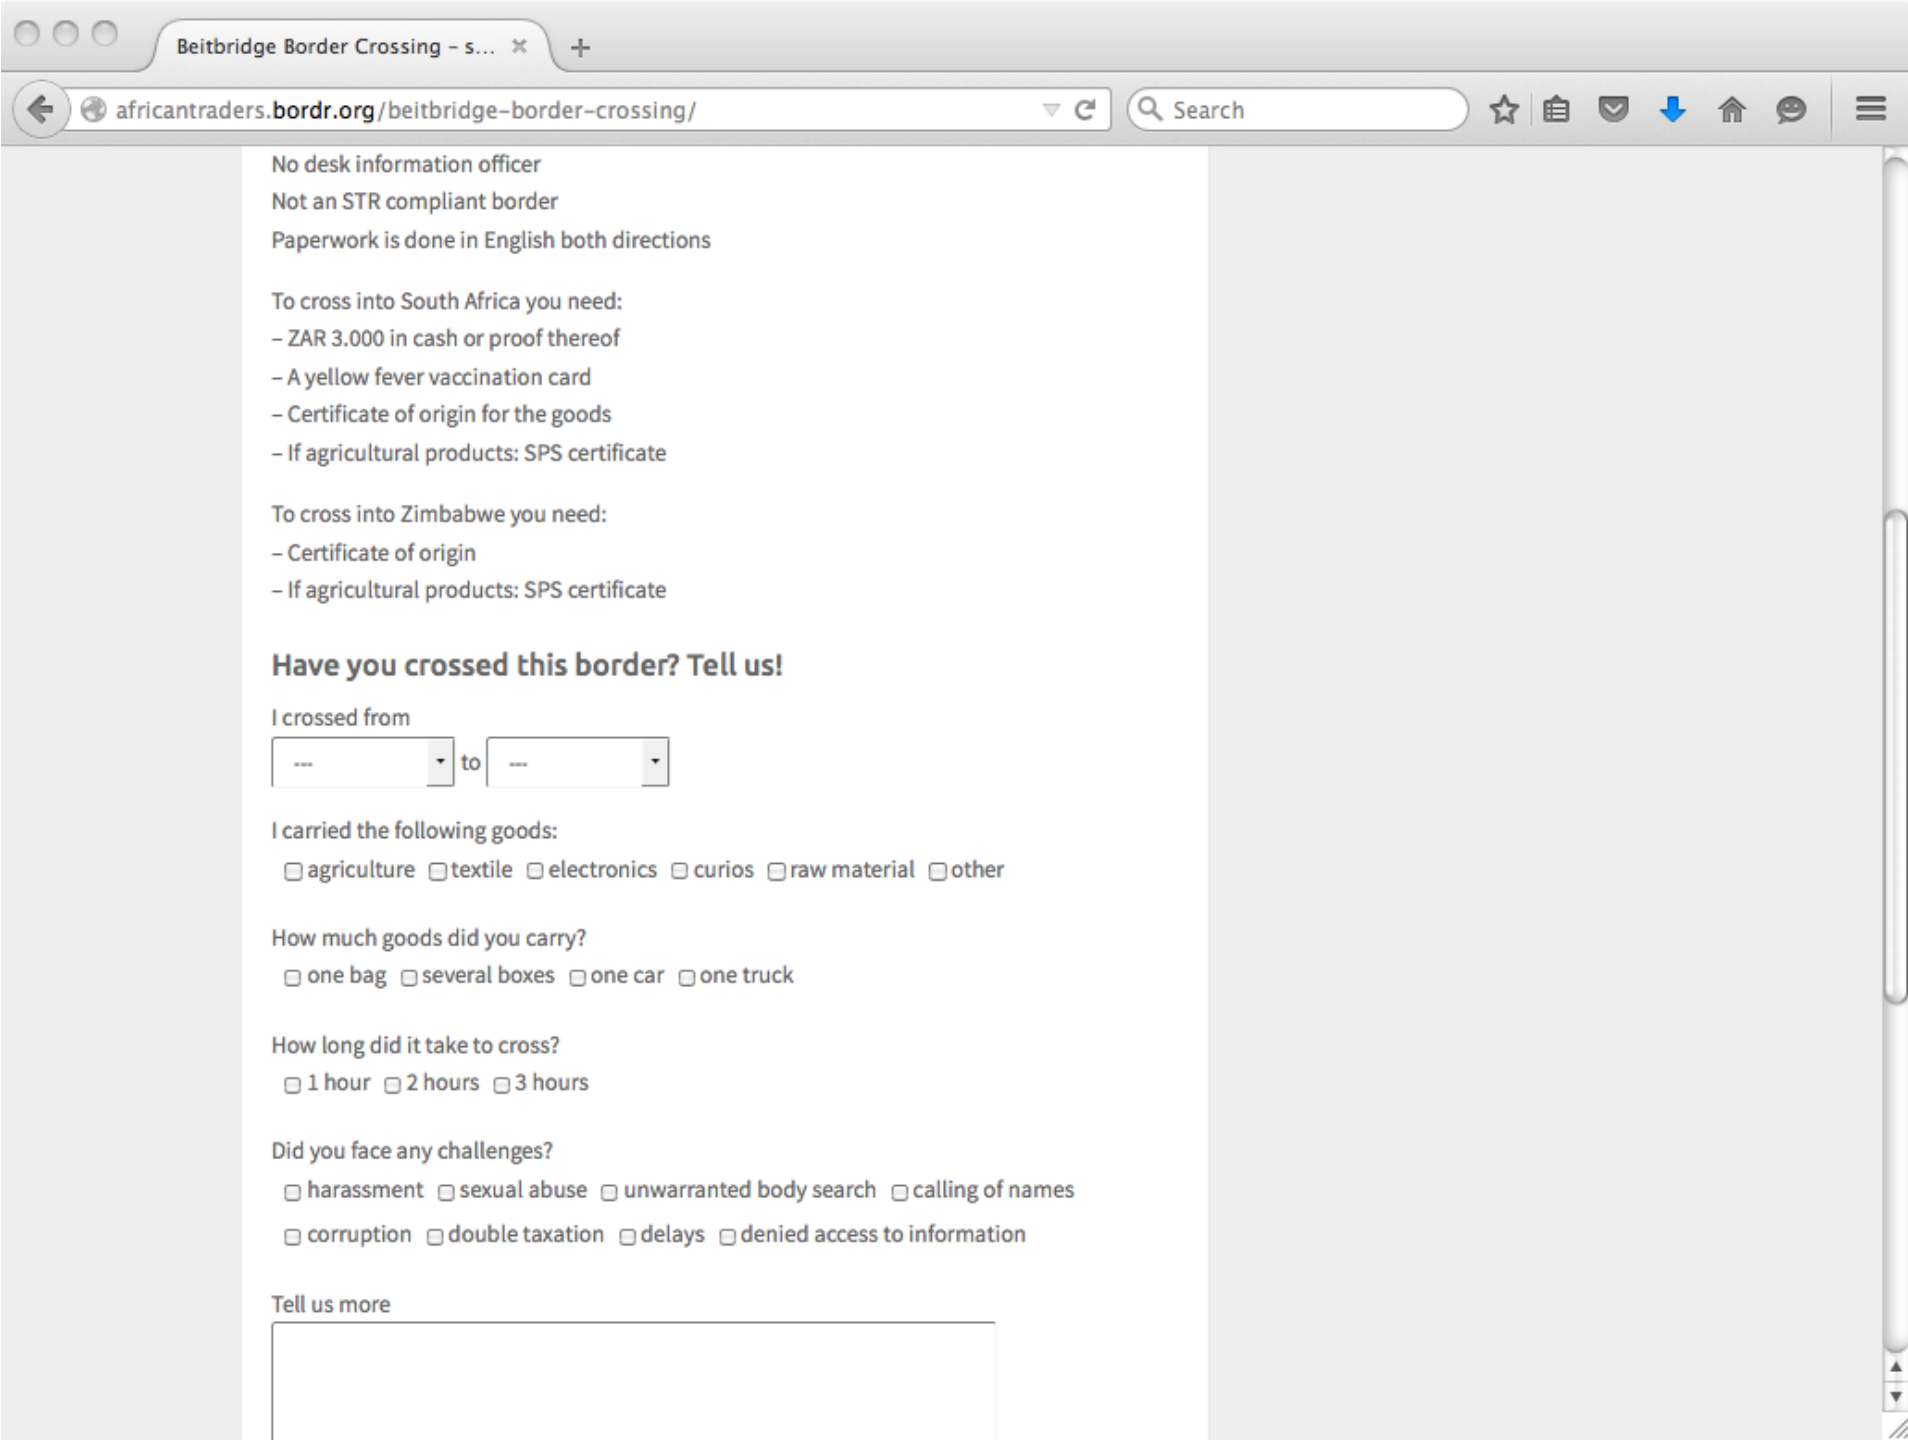 Beitbridge Border Crossing – s...
africantraders.bordr.org/beitbridge-border-crossing/
Search
No desk information officer
Not an STR compliant border
Paperwork is done in English both directions
To cross into South Africa you need:
– ZAR 3.000 in cash or proof thereof
– A yellow fever vaccination card
– Certificate of origin for the goods
– If agricultural products: SPS certificate
To cross into Zimbabwe you need:
– Certificate of origin
– If agricultural products: SPS certificate
Have you crossed this border? Tell us!
I crossed from
--- to ---
I carried the following goods:
agriculture textile electronics curios raw material other
How much goods did you carry?
one bag several boxes one car one truck
How long did it take to cross?
1 hour 2 hours 3 hours
Did you face any challenges?
harassment sexual abuse unwarranted body search calling of names
corruption double taxation delays denied access to information
Tell us more